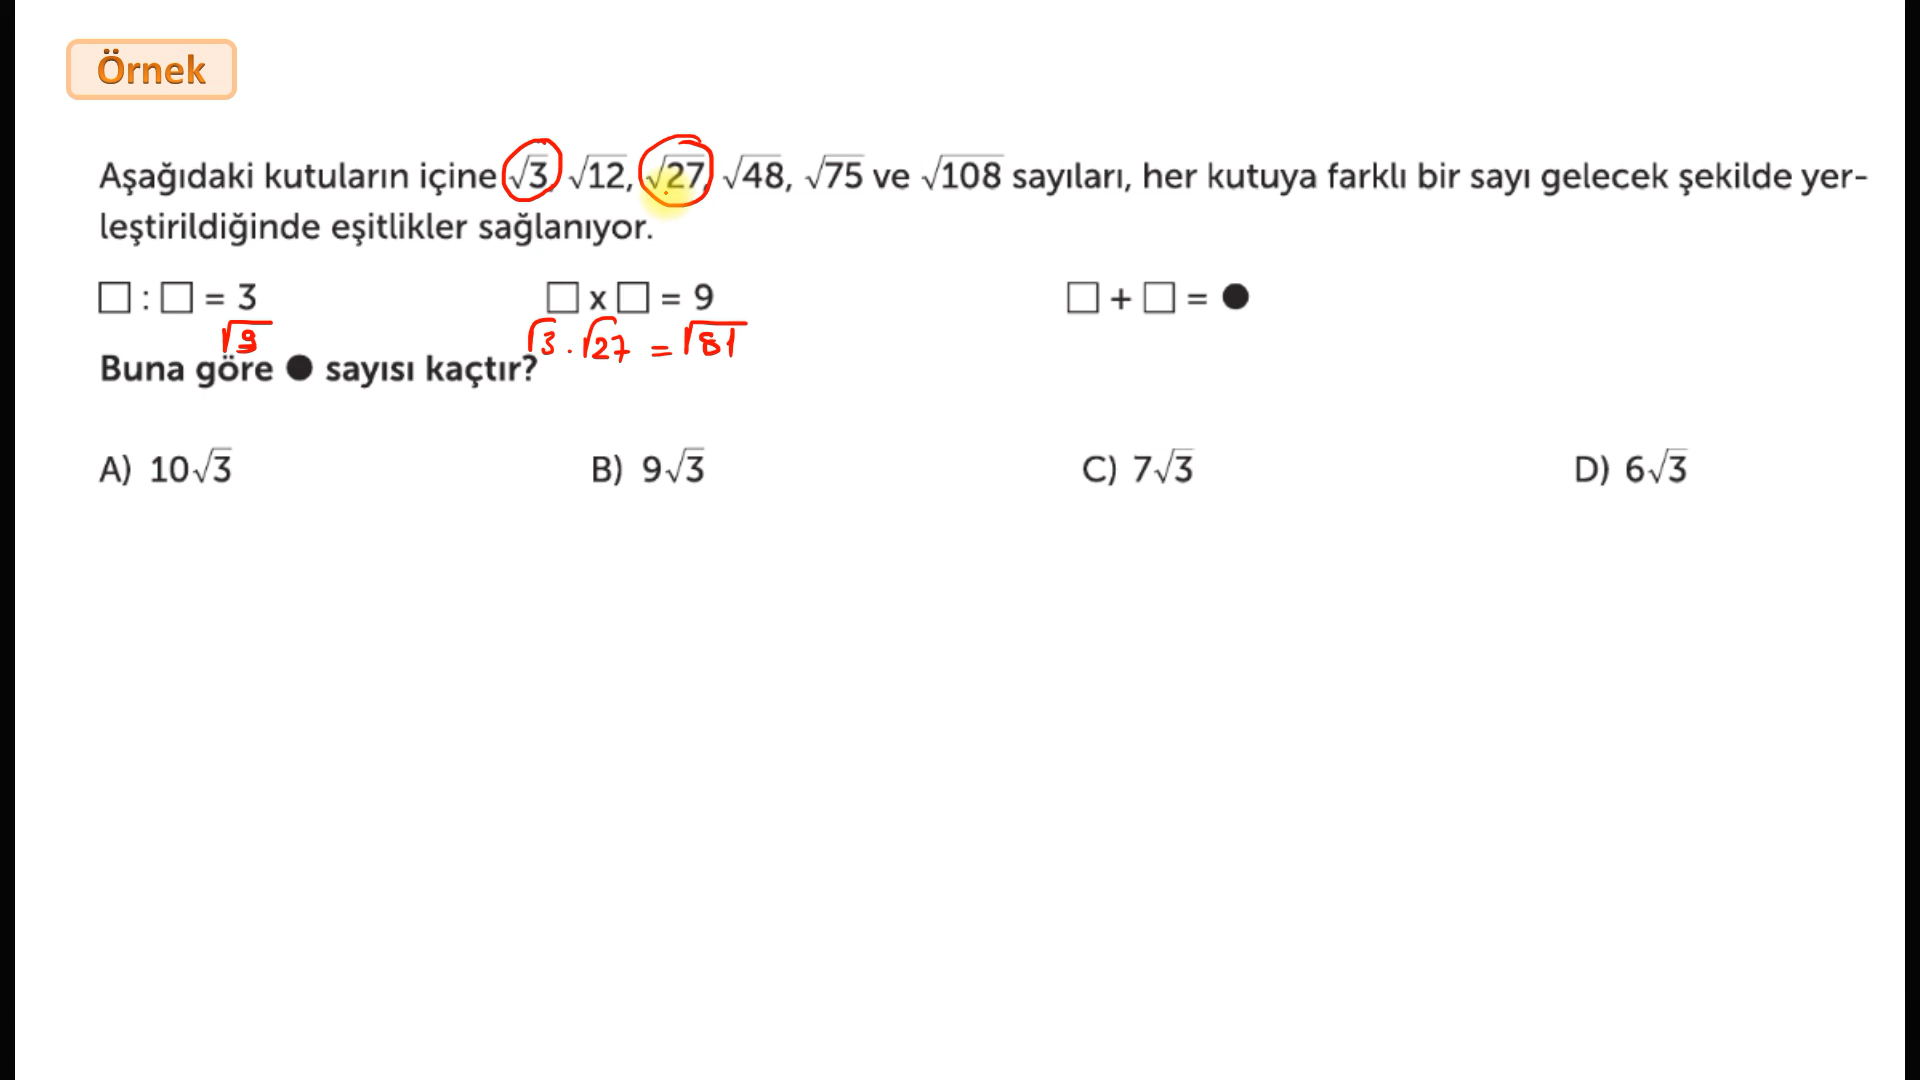 Örnek
Aşağıdaki kutuların içine √3, √12, √27, √48, √75 ve √108 sayıları, her kutuya farklı bir sayı gelecek şekilde yer-
leştirildiğinde eşitlikler sağlanıyor.
□ : □ = 3 □ x □ = 9 □ + □ = ●
√9 √3 . √27 = √81
Buna göre ● sayısı kaçtır?
A) 10√3 B) 9√3 C) 7√3 D) 6√3